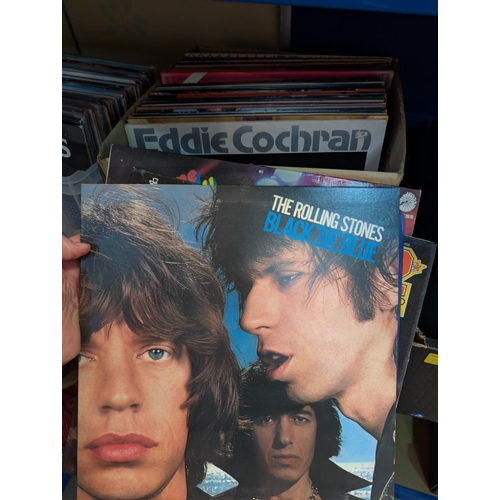 Eddie Cochran
THE ROLLING STONES
BLACK AND BLUE